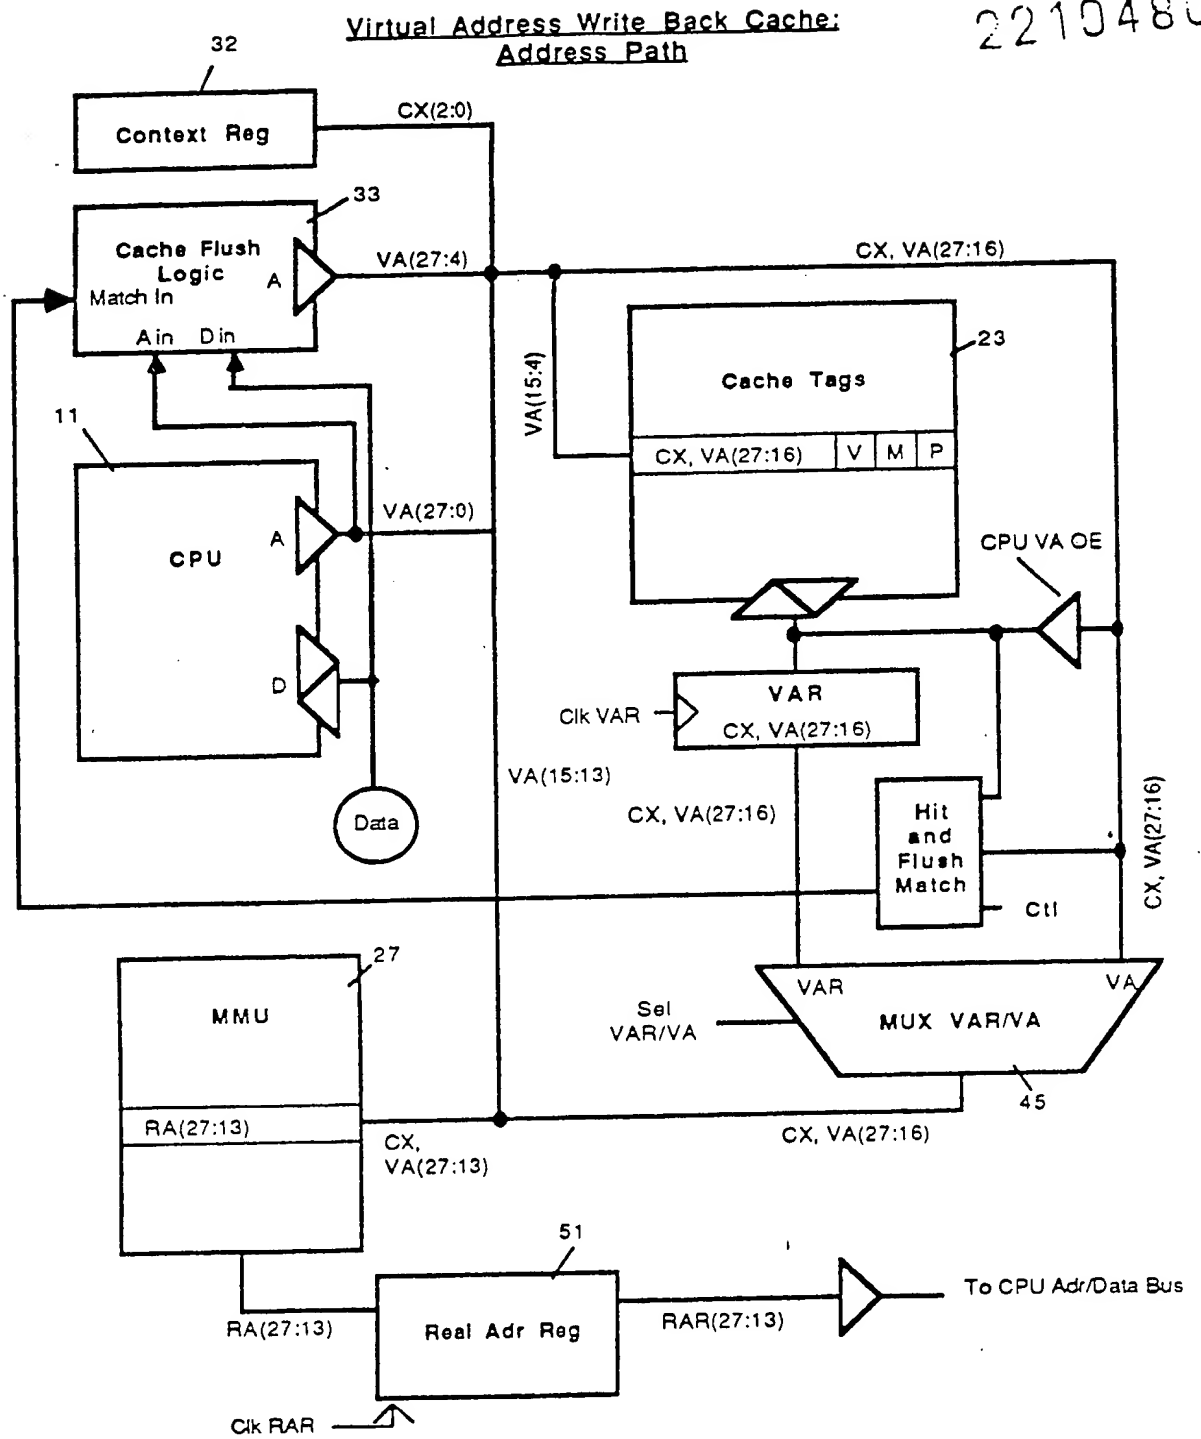 Virtual Address Write Back Cache:
Address Path
221048
32
Context Reg
CX(2:0)
33
Cache Flush
Logic
A
Match In
A in D in
VA(27:4)
CX, VA(27:16)
VA(15:4)
23
Cache Tags
CX, VA(27:16) V M P
11
CPU
A
D
VA(27:0)
CPU VA OE
VAR
CX, VA(27:16)
Clk VAR
VA(15:13)
CX, VA(27:16)
Data
Hit
and
Flush
Match
Ctl
CX, VA(27:16)
27
MMU
RA(27:13)
Sel
VAR/VA
VAR
VA
MUX VAR/VA
45
CX,
VA(27:13)
CX, VA(27:16)
51
RA(27:13)
Real Adr Reg
RAR(27:13)
To CPU Adr/Data Bus
Clk RAR